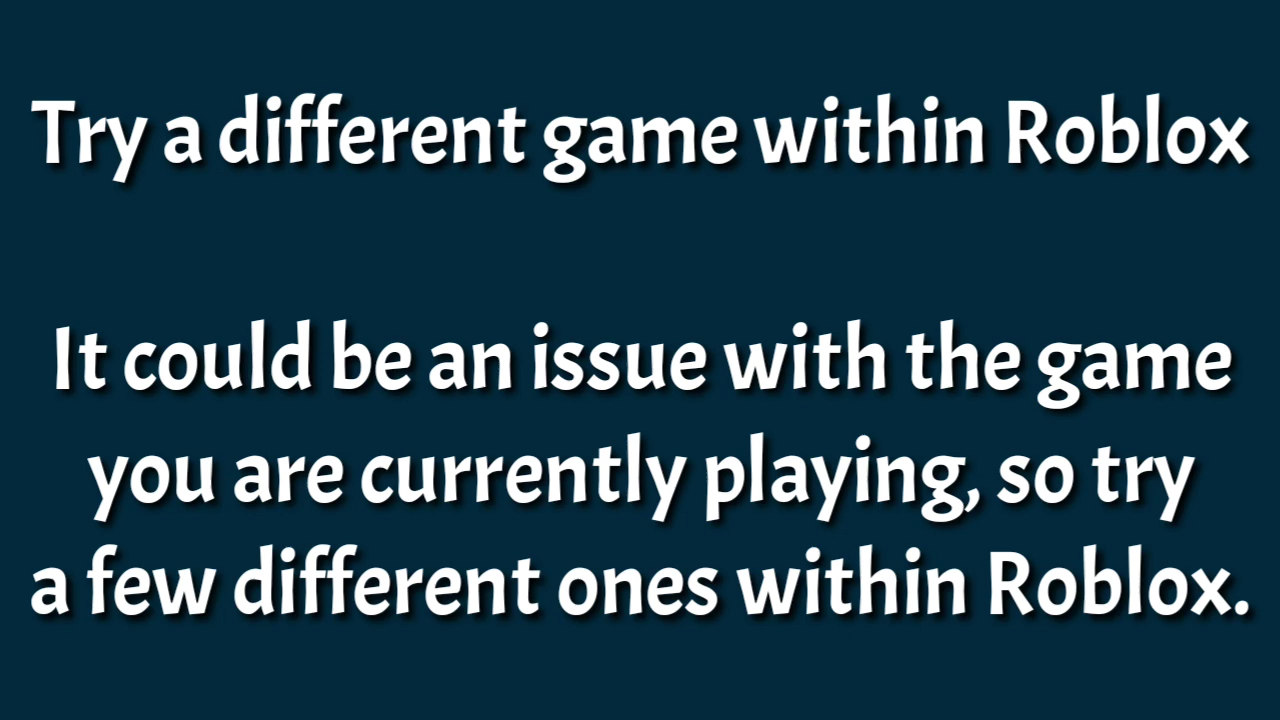 Try a different game within Roblox
It could be an issue with the game
you are currently playing, so try
a few different ones within Roblox.